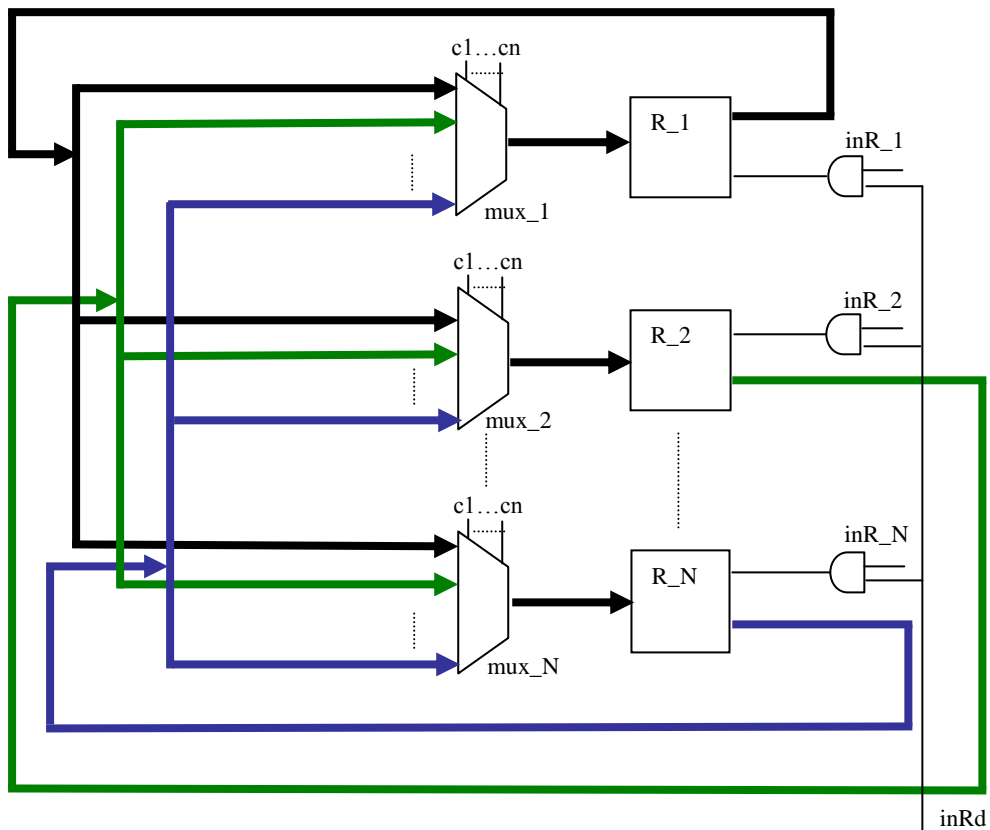 c1…cn
R_1
inR_1
mux_1
c1…cn
inR_2
R_2
mux_2
c1…cn
inR_N
R_N
mux_N
inRd